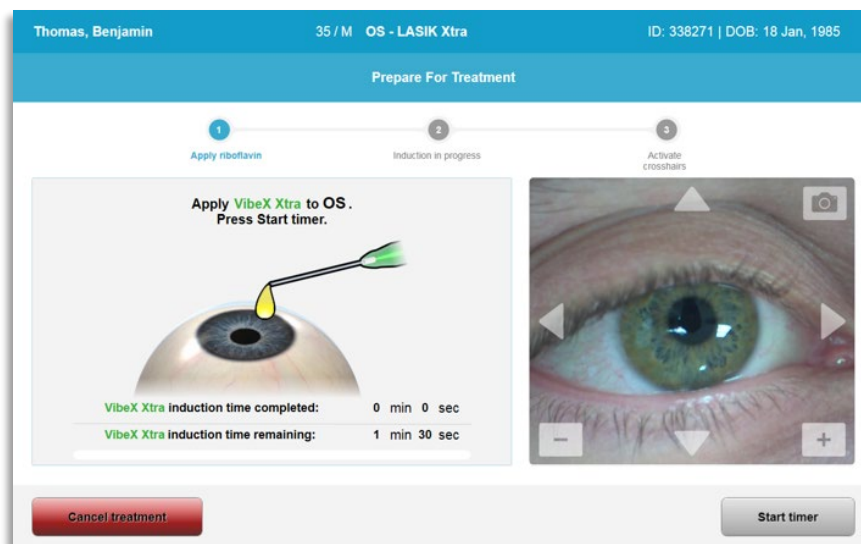 Thomas, Benjamin 35 / M OS - LASIK Xtra ID: 338271 | DOB: 18 Jan, 1985
Prepare For Treatment
1 2 3
Apply riboflavin Induction in progress Activate
crosshairs
Apply VibeX Xtra to OS.
Press Start timer.
VibeX Xtra induction time completed: 0 min 0 sec
VibeX Xtra induction time remaining: 1 min 30 sec
Cancel treatment Start timer